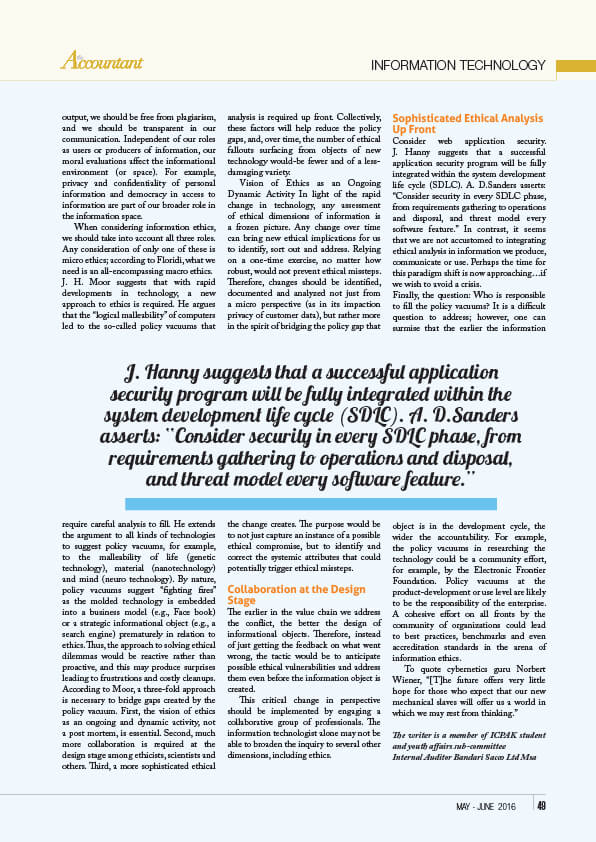 the
Accountant
INFORMATION TECHNOLOGY
output, we should be free from plagiarism,
and we should be transparent in our
communication. Independent of our roles
as users or producers of information, our
moral evaluations affect the informational
environment (or space). For example,
privacy and confidentiality of personal
information and democracy in access to
information are part of our broader role in
the information space.
When considering information ethics,
we should take into account all three roles.
Any consideration of only one of these is
micro ethics; according to Floridi, what we
need is an all-encompassing macro ethics.
J. H. Moor suggests that with rapid
developments in technology, a new
approach to ethics is required. He argues
that the "logical malleability" of computers
led to the so-called policy vacuums that
require careful analysis to fill. He extends
the argument to all kinds of technologies
to suggest policy vacuums, for example,
to the malleability of life (genetic
technology), material (nanotechnology)
and mind (neuro technology). By nature,
policy vacuums suggest "fighting fires"
as the molded technology is embedded
into a business model (e.g., Face book)
or a strategic informational object (e.g., a
search engine) prematurely in relation to
ethics. Thus, the approach to solving ethical
dilemmas would be reactive rather than
proactive, and this may produce surprises
leading to frustrations and costly cleanups.
According to Moor, a three-fold approach
is necessary to bridge gaps created by the
policy vacuum. First, the vision of ethics
as an ongoing and dynamic activity, not
a post mortem, is essential. Second, much
more collaboration is required at the
design stage among ethicists, scientists and
others. Third, a more sophisticated ethical
analysis is required up front. Collectively,
these factors will help reduce the policy
gaps, and, over time, the number of ethical
fallouts surfacing from objects of new
technology would-be fewer and of a less-
damaging variety.
Vision of Ethics as an Ongoing
Dynamic Activity In light of the rapid
change in technology, any assessment
of ethical dimensions of information is
a frozen picture. Any change over time
can bring new ethical implications for us
to identify, sort out and address. Relying
on a one-time exercise, no matter how
robust, would not prevent ethical missteps.
Therefore, changes should be identified,
documented and analyzed not just from
a micro perspective (as in its impaction
privacy of customer data), but rather more
in the spirit of bridging the policy gap that
the change creates. The purpose would be
to not just capture an instance of a possible
ethical compromise, but to identify and
correct the systemic attributes that could
potentially trigger ethical missteps.
Collaboration at the Design
Stage
The earlier in the value chain we address
the conflict, the better the design of
informational objects. Therefore, instead
of just getting the feedback on what went
wrong, the tactic would be to anticipate
possible ethical vulnerabilities and address
them even before the information object is
created.
This critical change in perspective
should be implemented by engaging a
collaborative group of professionals. The
information technologist alone may not be
able to broaden the inquiry to several other
dimensions, including ethics.
Sophisticated Ethical Analysis
Up Front
Consider web application security.
J. Hanny suggests that a successful
application security program will be fully
integrated within the system development
life cycle (SDLC). A. D.Sanders asserts:
"Consider security in every SDLC phase,
from requirements gathering to operations
and disposal, and threat model every
software feature." In contrast, it seems
that we are not accustomed to integrating
ethical analysis in information we produce,
communicate or use. Perhaps the time for
this paradigm shift is now approaching…if
we wish to avoid a crisis.
Finally, the question: Who is responsible
to fill the policy vacuums? It is a difficult
question to address; however, one can
surmise that the earlier the information
object is in the development cycle, the
wider the accountability. For example,
the policy vacuums in researching the
technology could be a community effort,
for example, by the Electronic Frontier
Foundation. Policy vacuums at the
product-development or use level are likely
to be the responsibility of the enterprise.
A cohesive effort on all fronts by the
community of organizations could lead
to best practices, benchmarks and even
accreditation standards in the arena of
information ethics.
To quote cybernetics guru Norbert
Wiener, "[T]he future offers very little
hope for those who expect that our new
mechanical slaves will offer us a world in
which we may rest from thinking."
The writer is a member of ICPAK student
and youth affairs sub-committee
Internal Auditor Bandari Sacco Ltd Msa
J. Hanny suggests that a successful application
security program will be fully integrated within the
system development life cycle (SDLC). A. D.Sanders
asserts: "Consider security in every SDLC phase, from
requirements gathering to operations and disposal,
and threat model every software feature."
MAY - JUNE 2016 49